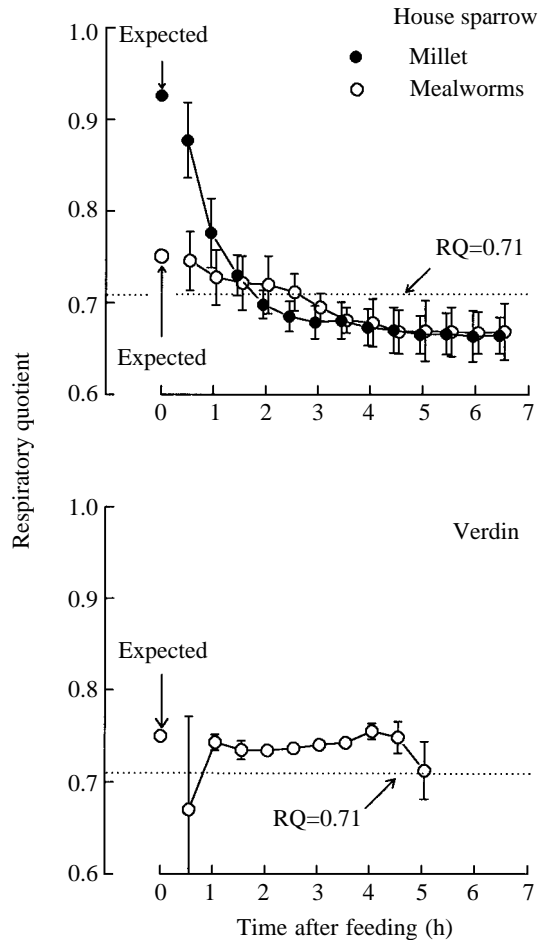 House sparrow
Millet
Mealworms
Expected
1.0
0.9
0.8
0.7
0.6
RQ=0.71
Expected
0 1 2 3 4 5 6 7
Respiratory quotient
Verdin
1.0
0.9
0.8
0.7
0.6
Expected
RQ=0.71
0 1 2 3 4 5 6 7
Time after feeding (h)